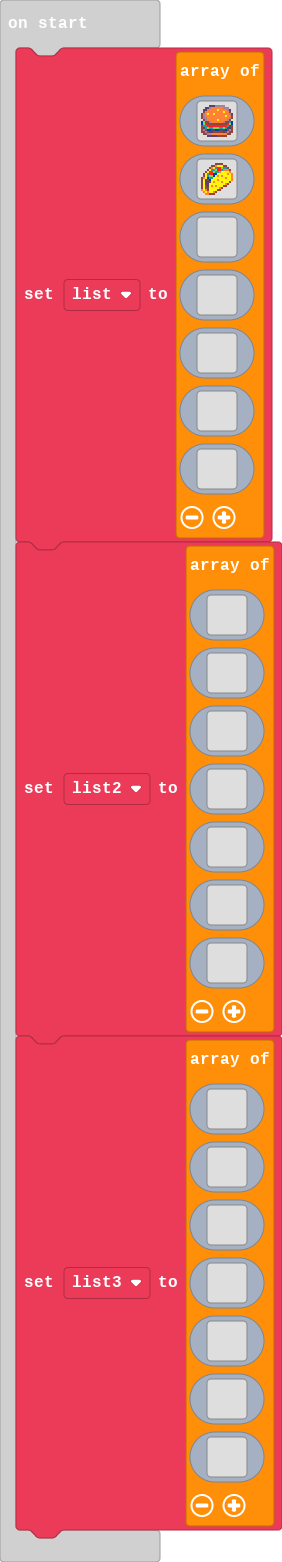 on start
array of
set list to
array of
set list2 to
array of
set list3 to